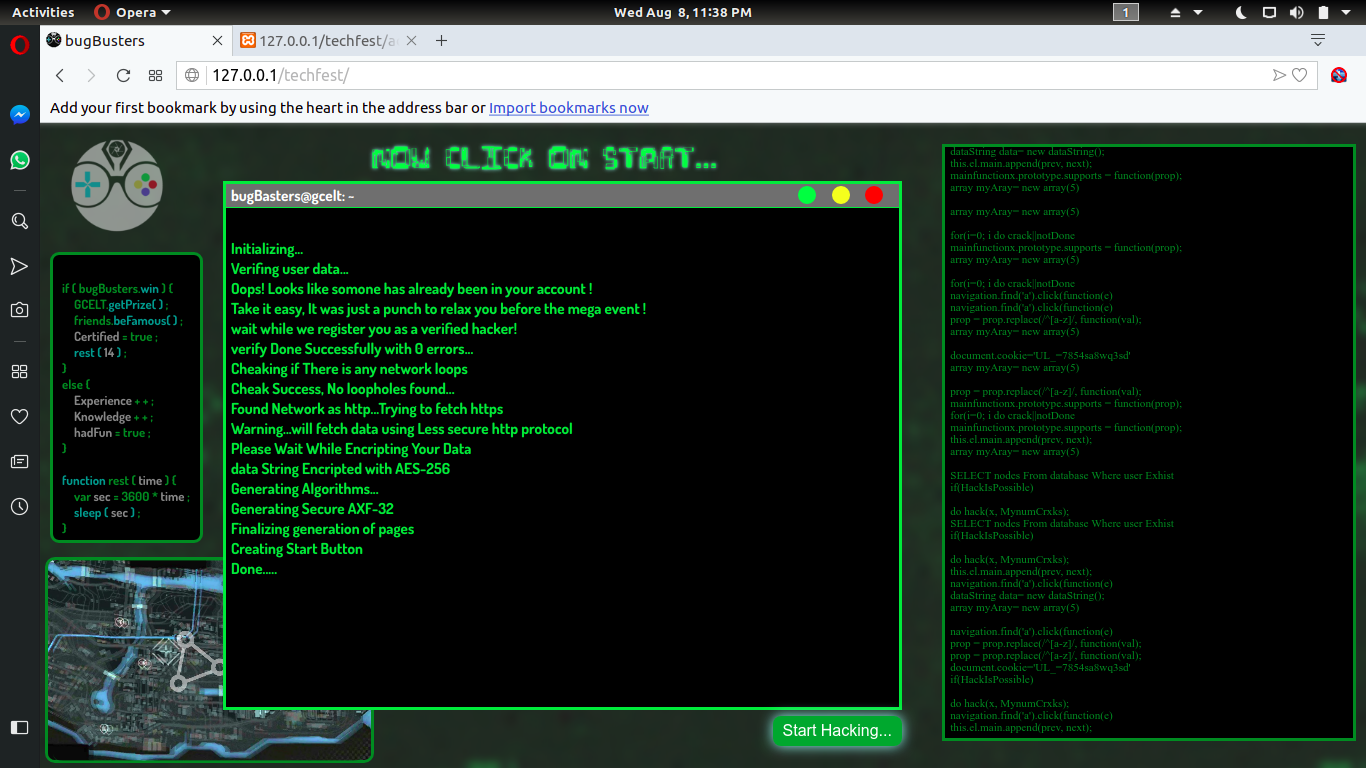 Activities Opera Wed Aug 8, 11:38 PM 1
bugBusters 127.0.0.1/techfest/a
127.0.0.1/techfest/
Add your first bookmark by using the heart in the address bar or Import bookmarks now
NOW CLICK ON START...
bugBasters@gcelt: ~
Initializing...
Verifing user data...
Oops! Looks like somone has already been in your account !
Take it easy, It was just a punch to relax you before the mega event !
wait while we register you as a verified hacker!
verify Done Successfully with 0 errors...
Cheaking if There is any network loops
Cheak Success, No loopholes found...
Found Network as http...Trying to fetch https
Warning...will fetch data using Less secure http protocol
Please Wait While Encripting Your Data
data String Encripted with AES-256
Generating Algorithms...
Generating Secure AXF-32
Finalizing generation of pages
Creating Start Button
Done.....
Start Hacking...
if ( bugBusters.win ) {
GCELT.getPrize( ) ;
friends.beFamous( ) ;
Certified = true ;
rest ( 14 ) ;
}
else {
Experience + + ;
Knowledge + + ;
hadFun = true ;
}
function rest ( time ) {
var sec = 3600 * time ;
sleep ( sec ) ;
}
dataString data= new dataString();
this.el.main.append(prev, next);
mainfunctionx.prototype.supports = function(prop);
array myAray= new array(5)
array myAray= new array(5)
for(i=0; i do crack||notDone
mainfunctionx.prototype.supports = function(prop);
array myAray= new array(5)
for(i=0; i do crack||notDone
navigation.find('a').click(function(e)
navigation.find('a').click(function(e)
prop = prop.replace(/^[a-z]/, function(val);
array myAray= new array(5)
document.cookie='UL_=7854sa8wq3sd'
array myAray= new array(5)
prop = prop.replace(/^[a-z]/, function(val);
mainfunctionx.prototype.supports = function(prop);
for(i=0; i do crack||notDone
mainfunctionx.prototype.supports = function(prop);
this.el.main.append(prev, next);
array myAray= new array(5)
SELECT nodes From database Where user Exhist
if(HackIsPossible)
do hack(x, MynumCrxks);
SELECT nodes From database Where user Exhist
if(HackIsPossible)
do hack(x, MynumCrxks);
this.el.main.append(prev, next);
navigation.find('a').click(function(e)
dataString data= new dataString();
array myAray= new array(5)
navigation.find('a').click(function(e)
prop = prop.replace(/^[a-z]/, function(val);
prop = prop.replace(/^[a-z]/, function(val);
document.cookie='UL_=7854sa8wq3sd'
if(HackIsPossible)
do hack(x, MynumCrxks);
navigation.find('a').click(function(e)
this.el.main.append(prev, next);